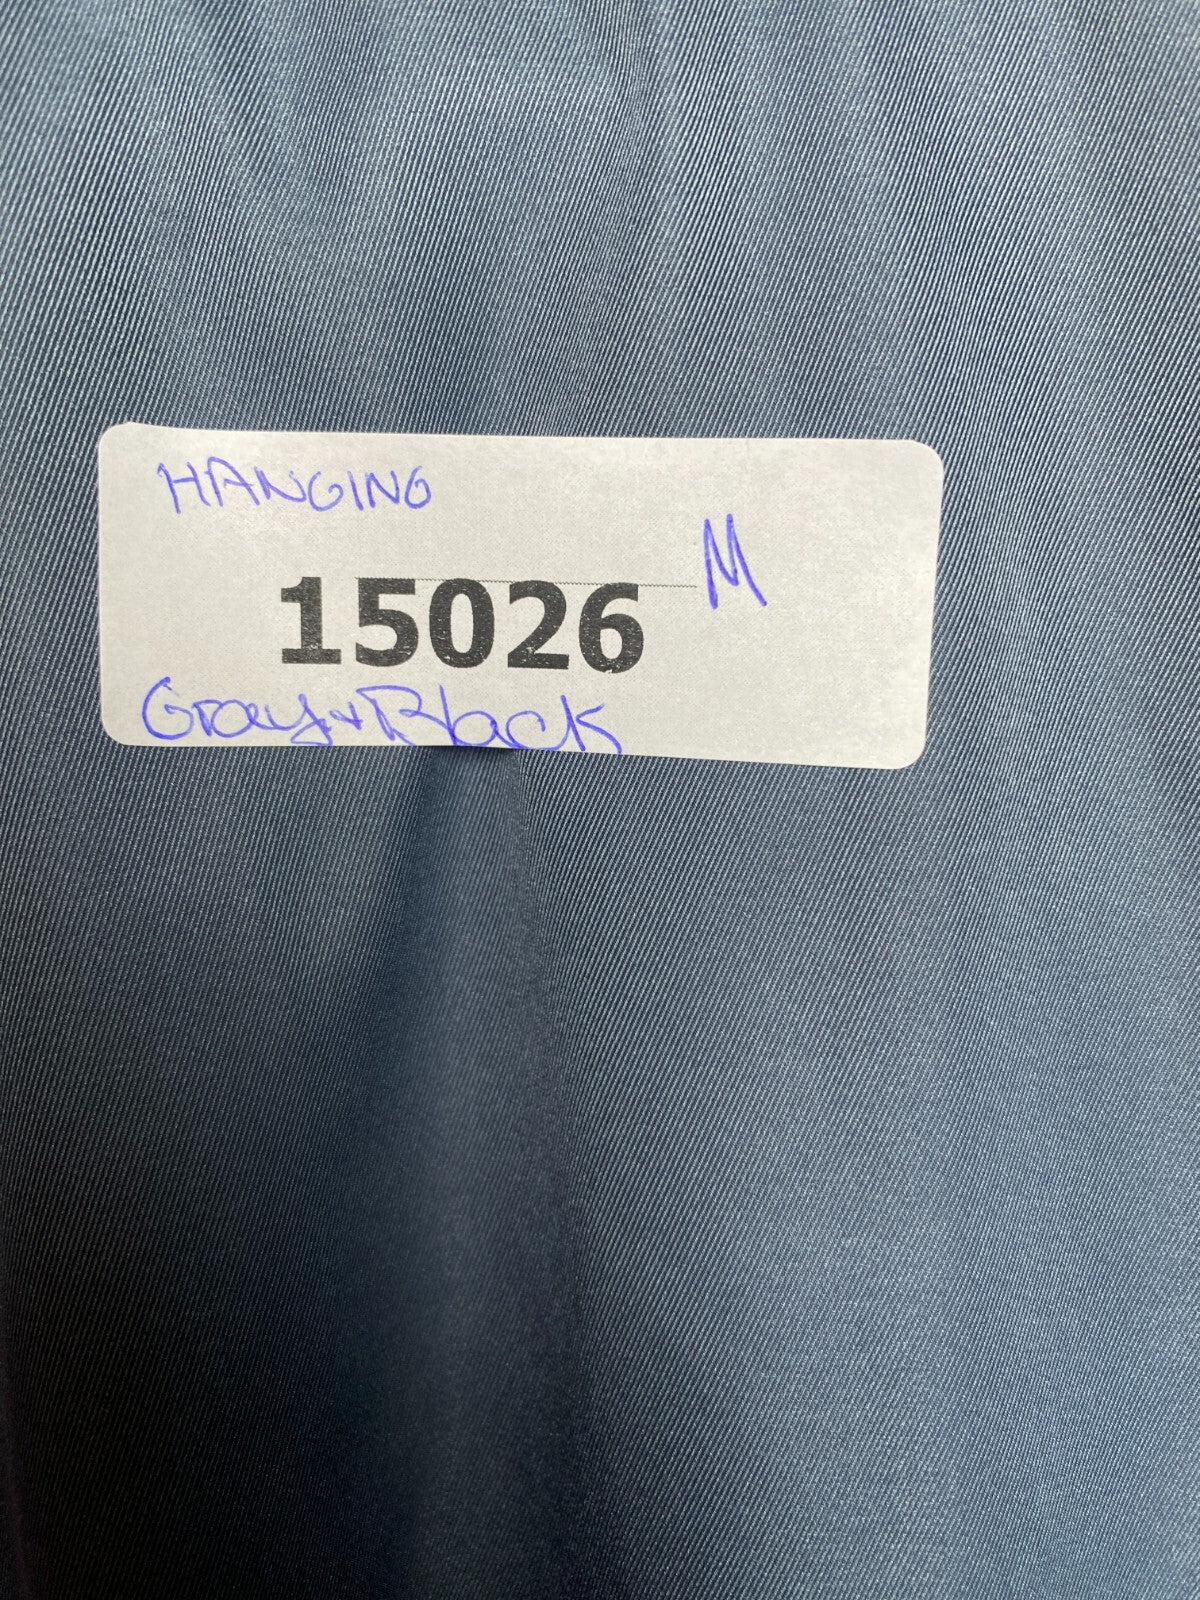 HANGING
M
15026
Gray + Black